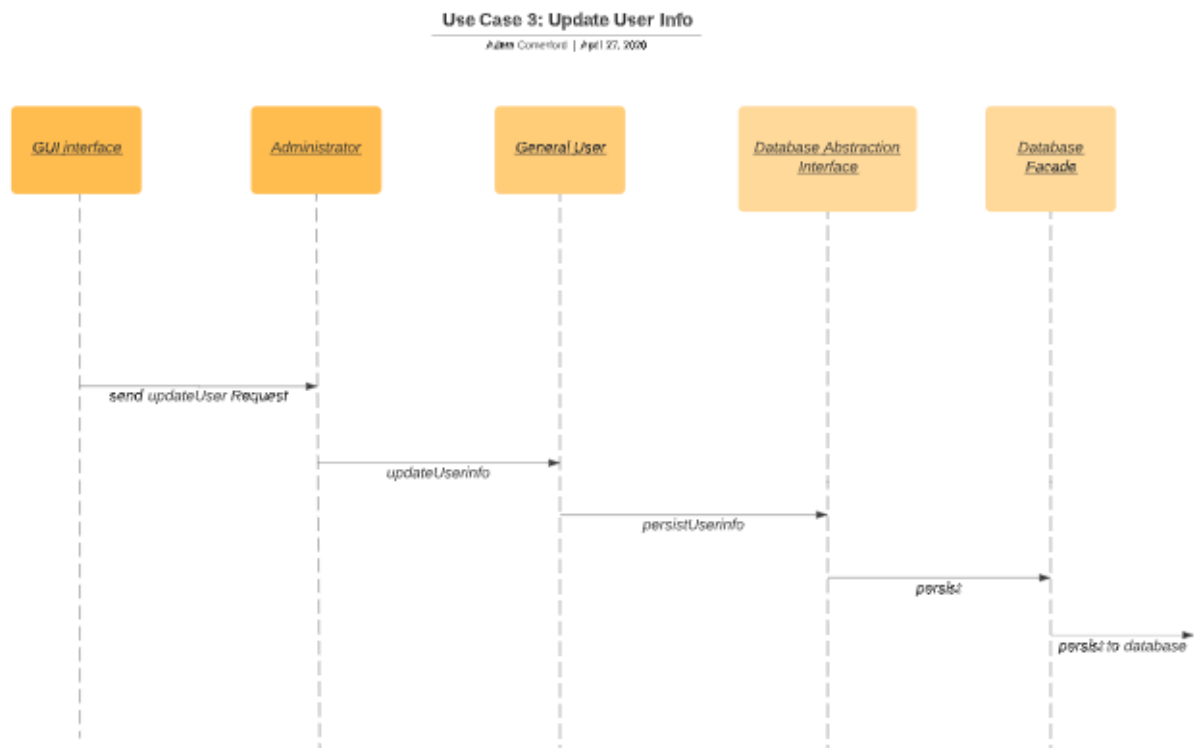 Use Case 3: Update User Info
Adam Comerford | April 27, 2020
GUI interface
Administrator
General User
Database Abstraction
Interface
Database
Facade
send updateUser Request
updateUserinfo
persistUserinfo
persist
persist to database